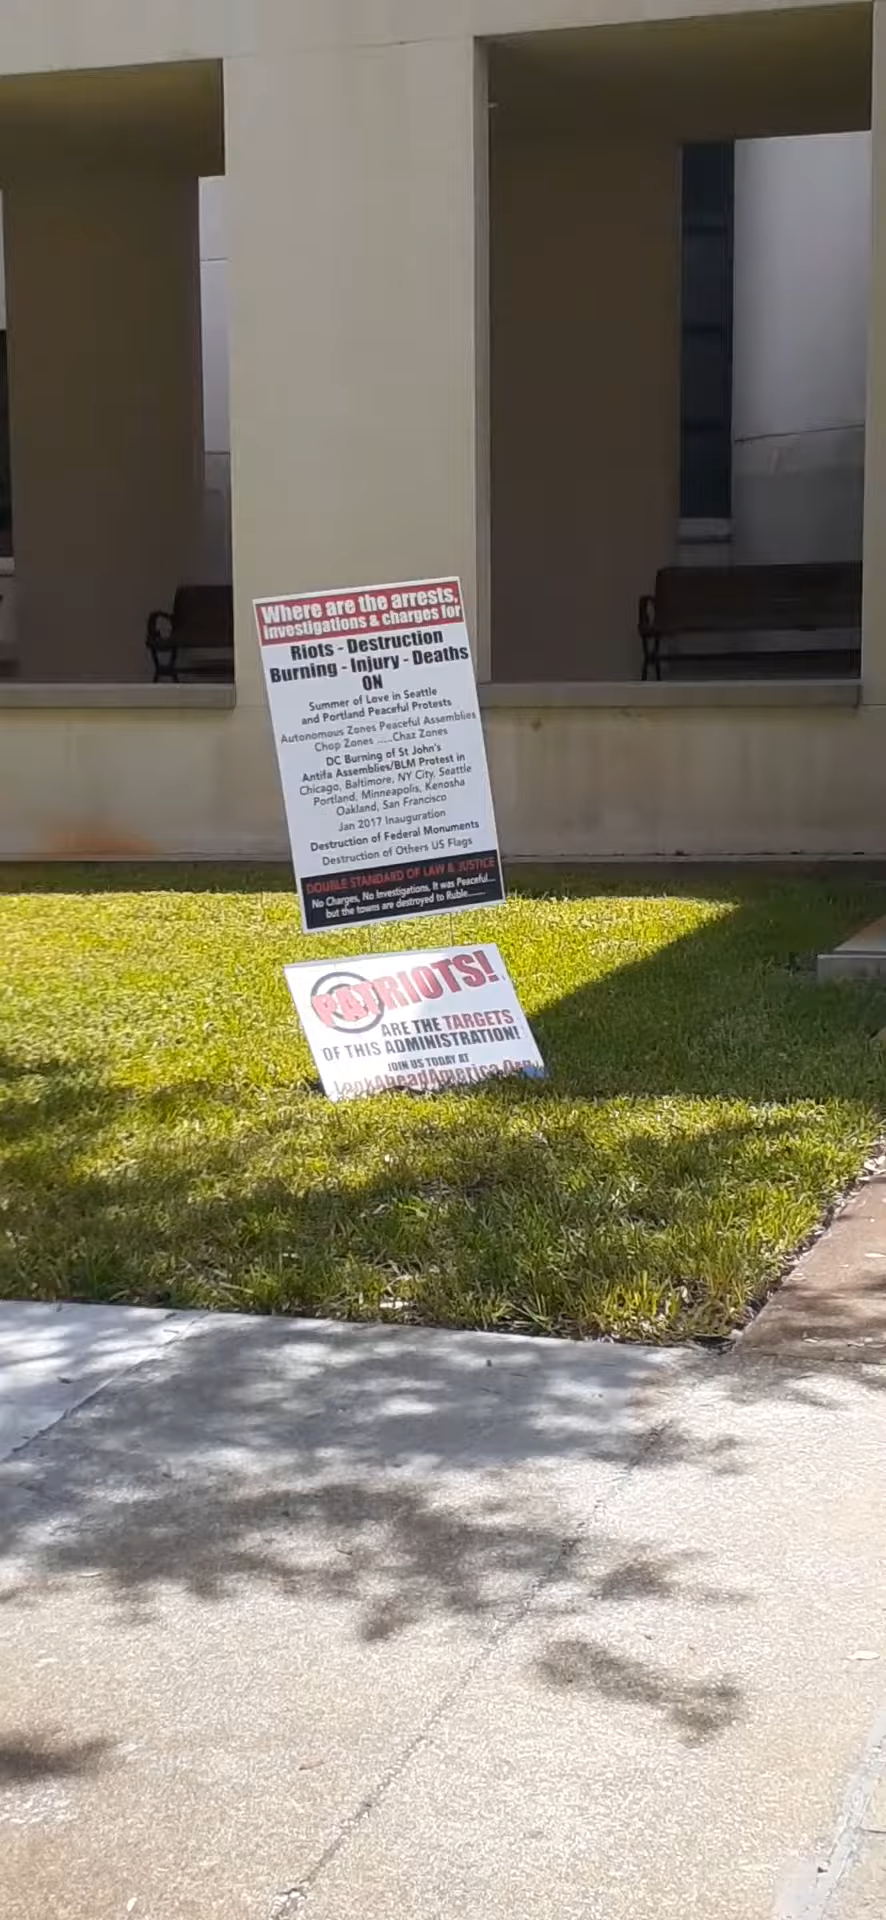 Where are the arrests,
Investigations & charges for
Riots - Destruction
Burning - Injury - Deaths
ON
Summer of Love in Seattle
and Portland Peaceful Protests
Autonomous Zones Peaceful Assemblies
Chop Zones .....Chaz Zones
DC Burning of St John's
Antifa Assemblies/BLM Protest in
Chicago, Baltimore, NY City, Seattle
Portland, Minneapolis, Kenosha
Oakland, San Francisco
Jan 2017 Inauguration
Destruction of Federal Monuments
Destruction of Others US Flags
DOUBLE STANDARD OF LAW & JUSTICE
No Charges, No Investigations, It was Peaceful....
but the towns are destroyed to Ruble.......
PATRIOTS!
ARE THE TARGETS
OF THIS ADMINISTRATION!
JOIN US TODAY AT
LookAheadAmerica.Org